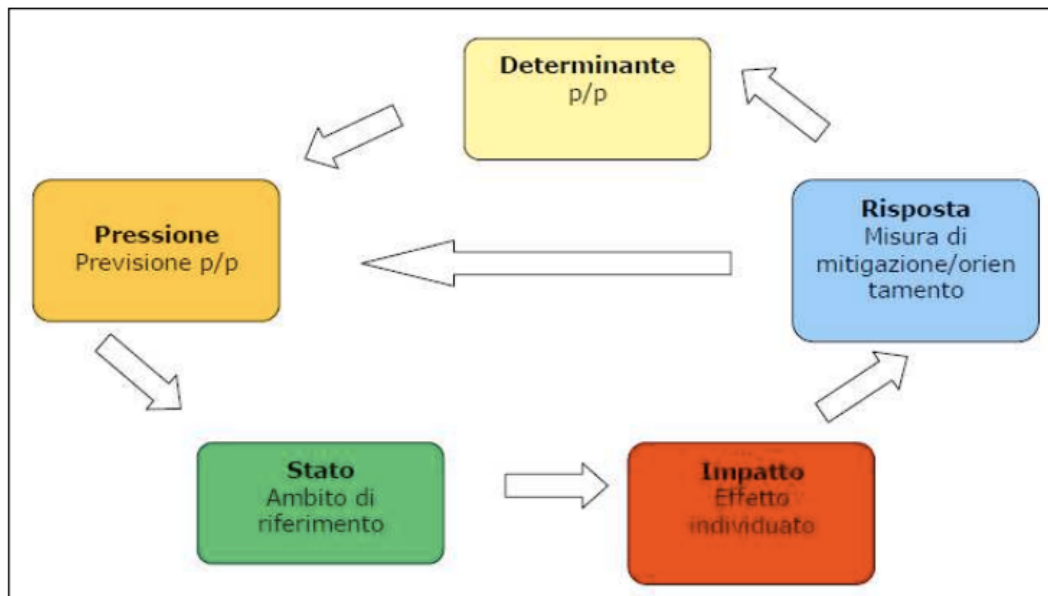 Determinante
p/p
Pressione
Previsione p/p
Risposta
Misura di
mitigazione/orien
tamento
Stato
Ambito di
riferimento
Impatto
Effetto
individuato